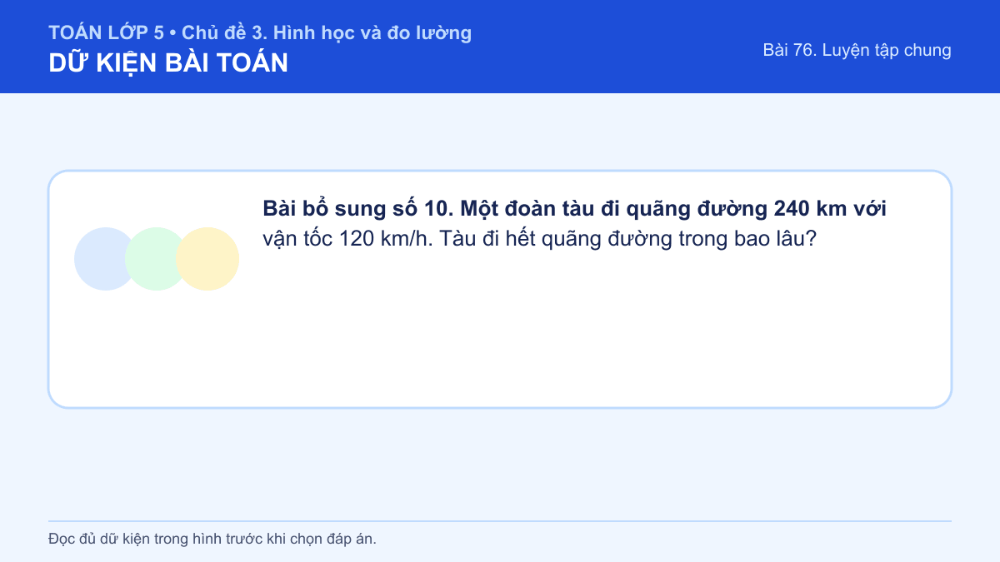 TOÁN LỚP 5 • Chủ đề 3. Hình học và đo lường
DỮ KIỆN BÀI TOÁN
Bài 76. Luyện tập chung
Bài bổ sung số 10. Một đoàn tàu đi quãng đường 240 km với
vận tốc 120 km/h. Tàu đi hết quãng đường trong bao lâu?
Đọc đủ dữ kiện trong hình trước khi chọn đáp án.